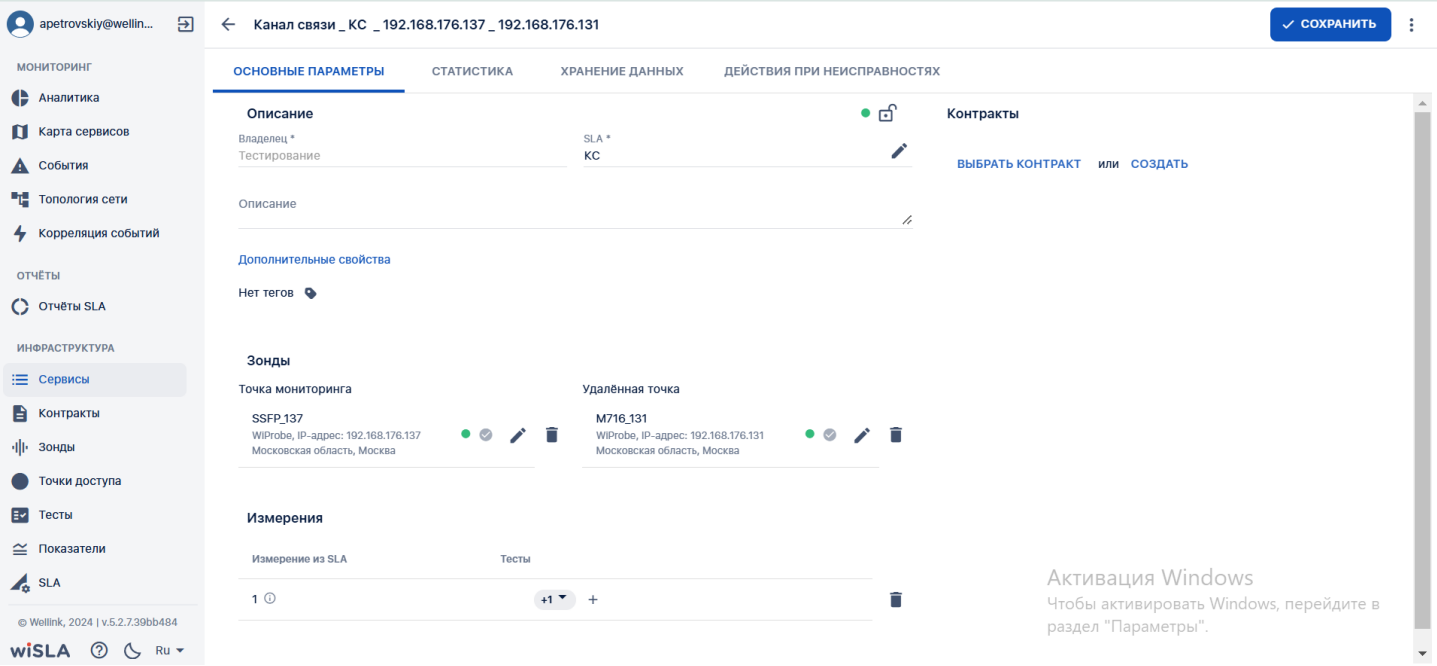 apetrovskiy@wellin...
МОНИТОРИНГ
Аналитика
Карта сервисов
События
Топология сети
Корреляция событий
ОТЧЁТЫ
Отчёты SLA
ИНФРАСТРУКТУРА
Сервисы
Контракты
Зонды
Точки доступа
Тесты
Показатели
SLA
© Wellink, 2024 | v.5.2.7.39bb484
wiSLA Ru
Канал связи _ КС _ 192.168.176.137 _ 192.168.176.131
СОХРАНИТЬ
ОСНОВНЫЕ ПАРАМЕТРЫ СТАТИСТИКА ХРАНЕНИЕ ДАННЫХ ДЕЙСТВИЯ ПРИ НЕИСПРАВНОСТЯХ
Описание
Владелец * SLA *
Тестирование КС
Описание
Дополнительные свойства
Нет тегов
Контракты
ВЫБРАТЬ КОНТРАКТ или СОЗДАТЬ
Зонды
Точка мониторинга
SSFP_137
WiProbe, IP-адрес: 192.168.176.137
Московская область, Москва
Удалённая точка
M716_131
WiProbe, IP-адрес: 192.168.176.131
Московская область, Москва
Измерения
Измерение из SLA Тесты
1 +1 +
Активация Windows
Чтобы активировать Windows, перейдите в
раздел "Параметры".